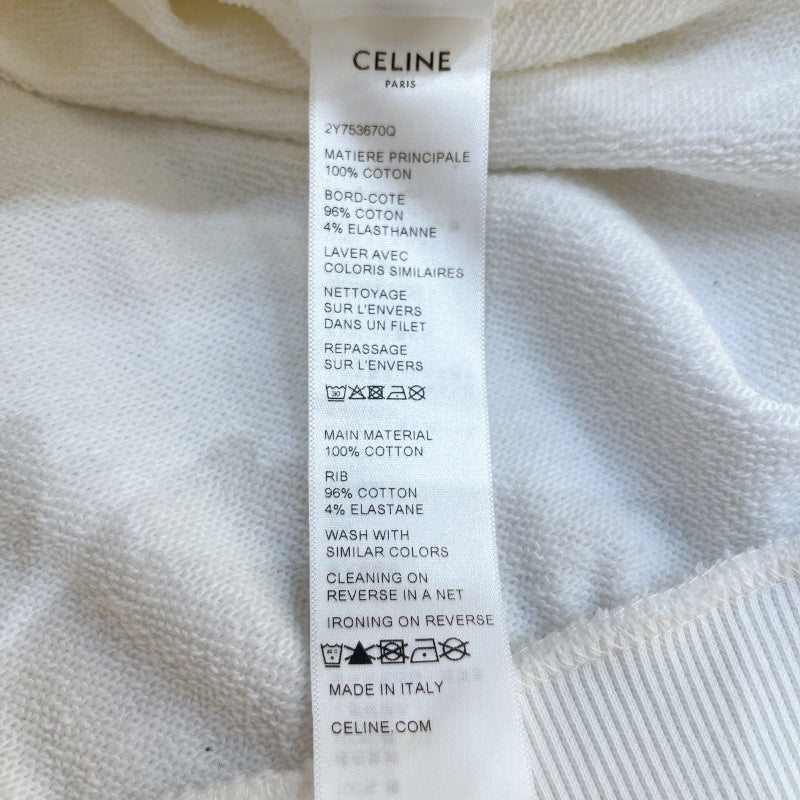 CELINE
PARIS
2Y753670Q
MATIERE PRINCIPALE
100% COTON
BORD-COTE
96% COTON
4% ELASTHANNE
LAVER AVEC
COLORIS SIMILAIRES
NETTOYAGE
SUR L'ENVERS
DANS UN FILET
REPASSAGE
SUR L'ENVERS
30
MAIN MATERIAL
100% COTTON
RIB
96% COTTON
4% ELASTANE
WASH WITH
SIMILAR COLORS
CLEANING ON
REVERSE IN A NET
IRONING ON REVERSE
MADE IN ITALY
CELINE.COM